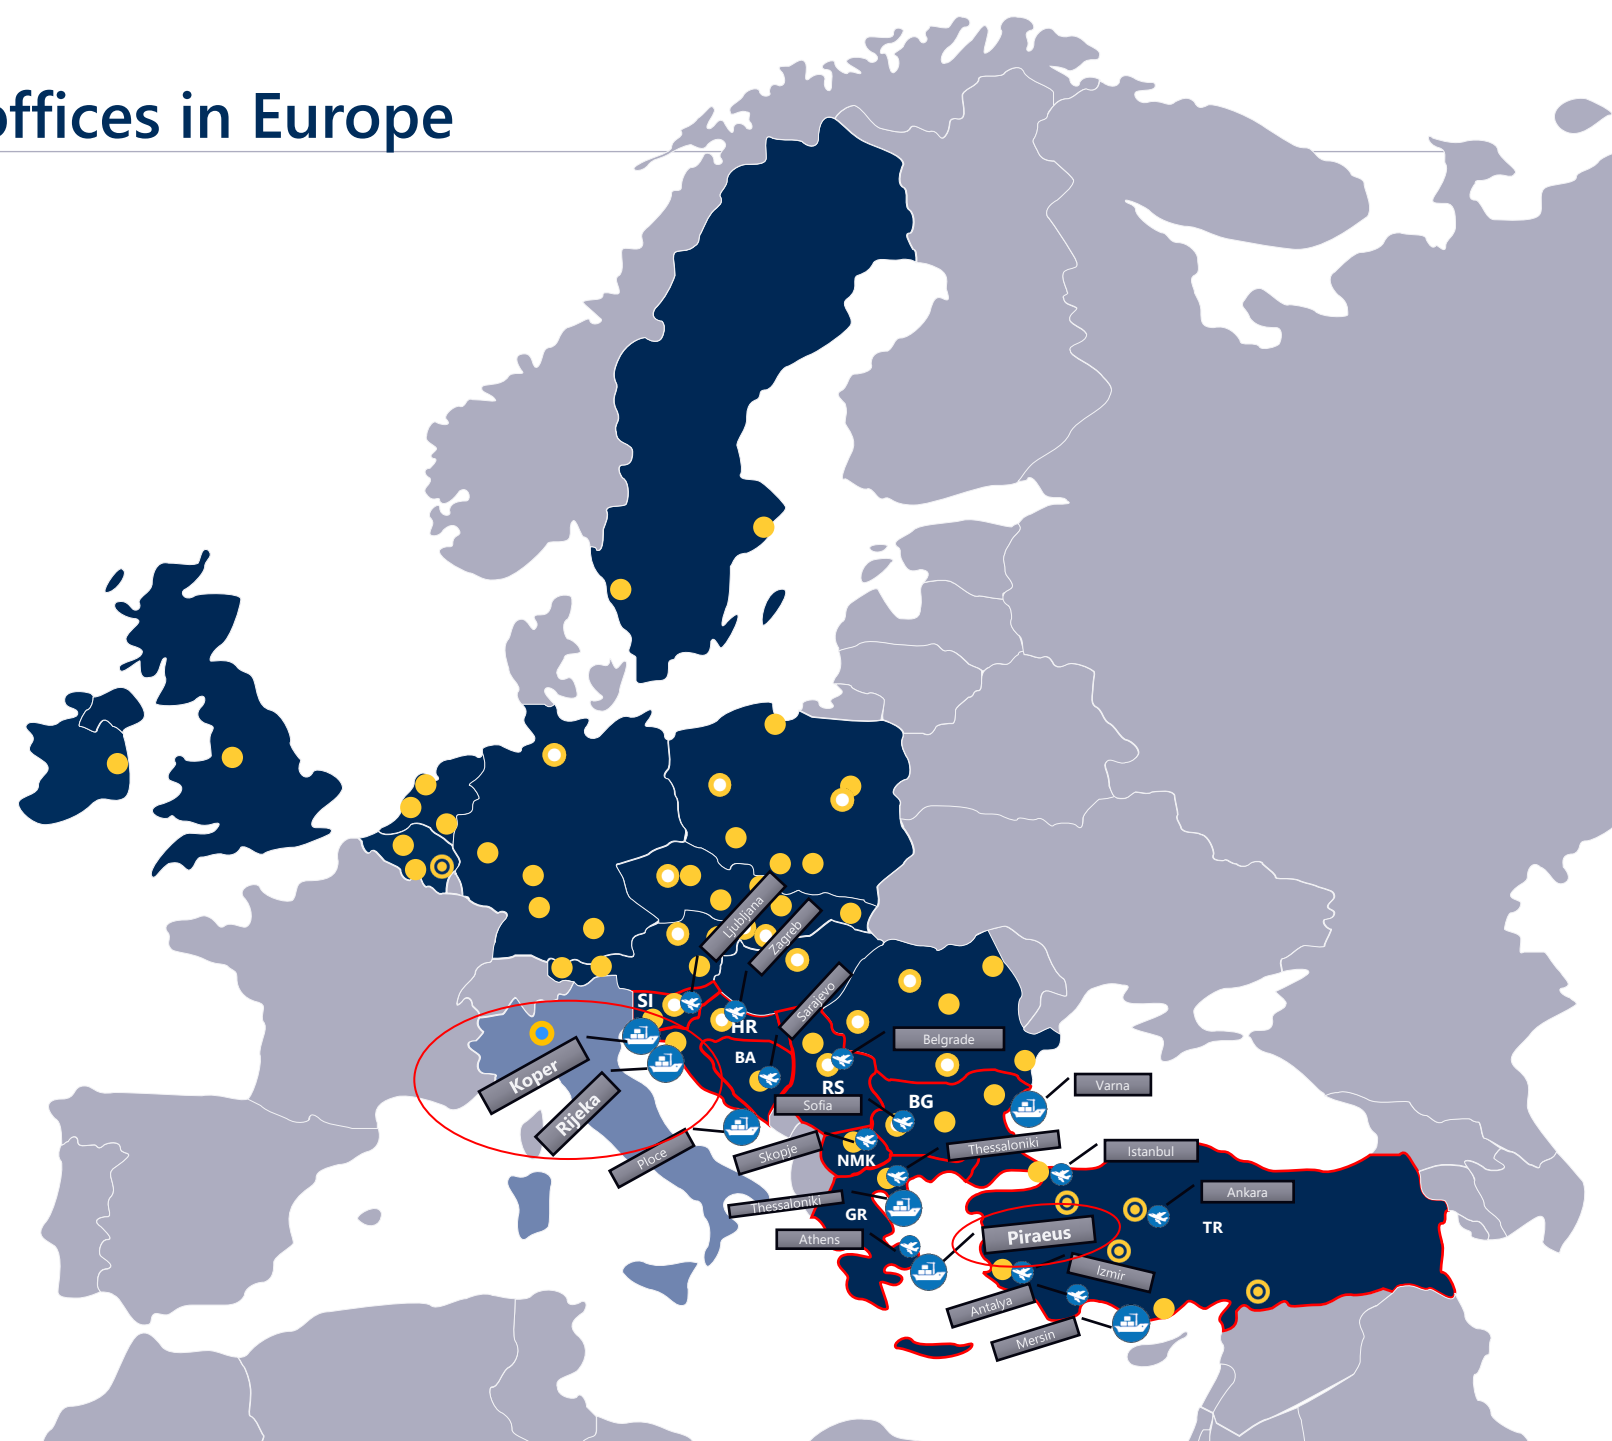 offices in Europe
Ljubljana
Zagreb
Sarajevo
SI
HR
Belgrade
BA
Koper
RS
Varna
Rijeka
Sofia
BG
Ploce
Skopje
NMK
Thessaloniki
Istanbul
Ankara
Thessaloniki
GR
TR
Athens
Piraeus
Izmir
Antalya
Mersin